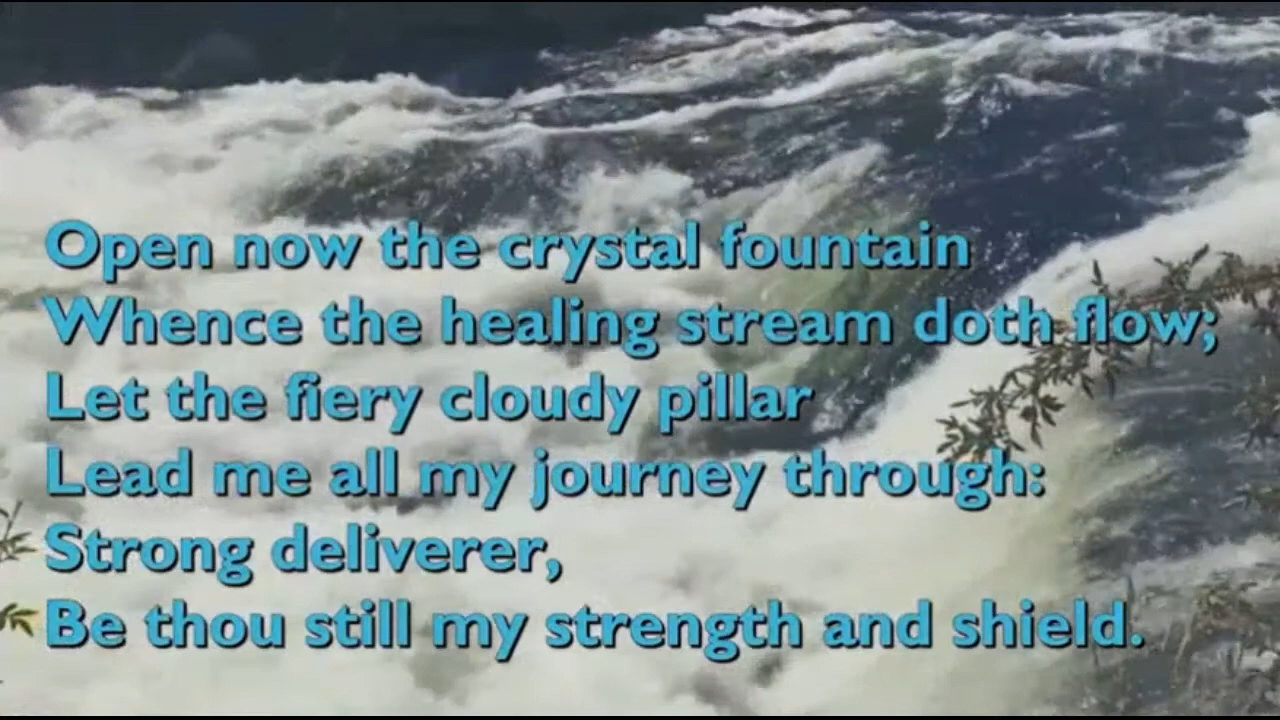 Open now the crystal fountain
Whence the healing stream doth flow;
Let the fiery cloudy pillar
Lead me all my journey through:
Strong deliverer,
Be thou still my strength and shield.